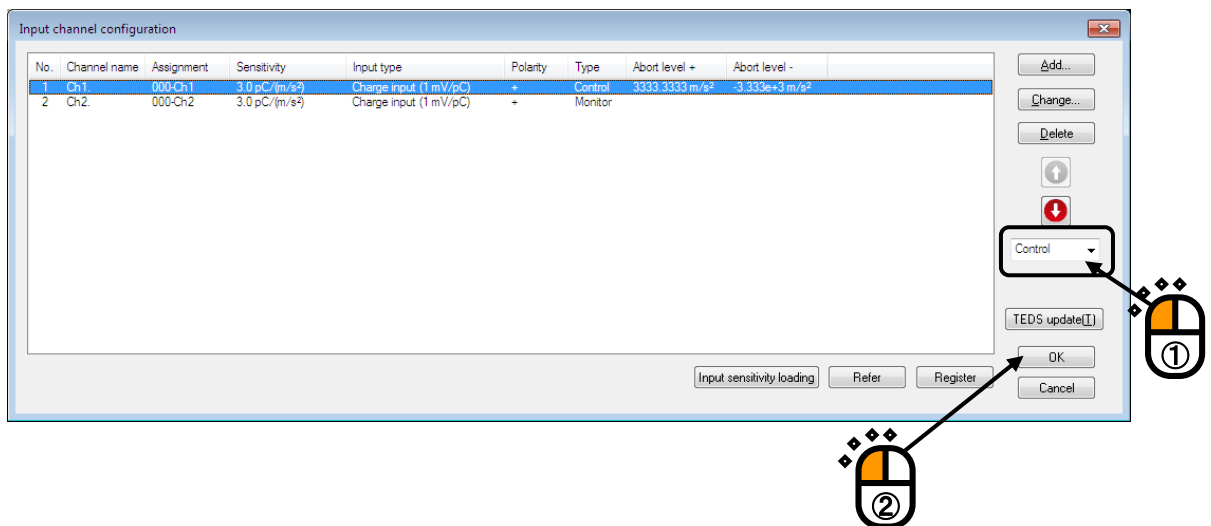 Input channel configuration
No. Channel name Assignment Sensitivity Input type Polarity Type Abort level + Abort level -
1 Ch1. 000-Ch1 3.0 pC/(m/s²) Charge input (1 mV/pC) + Control 3333.3333 m/s² -3.333e+3 m/s²
2 Ch2. 000-Ch2 3.0 pC/(m/s²) Charge input (1 mV/pC) + Monitor
Add...
Change...
Delete
Control
TEDS update(T)
OK
Cancel
Input sensitivity loading Refer Register
①
②